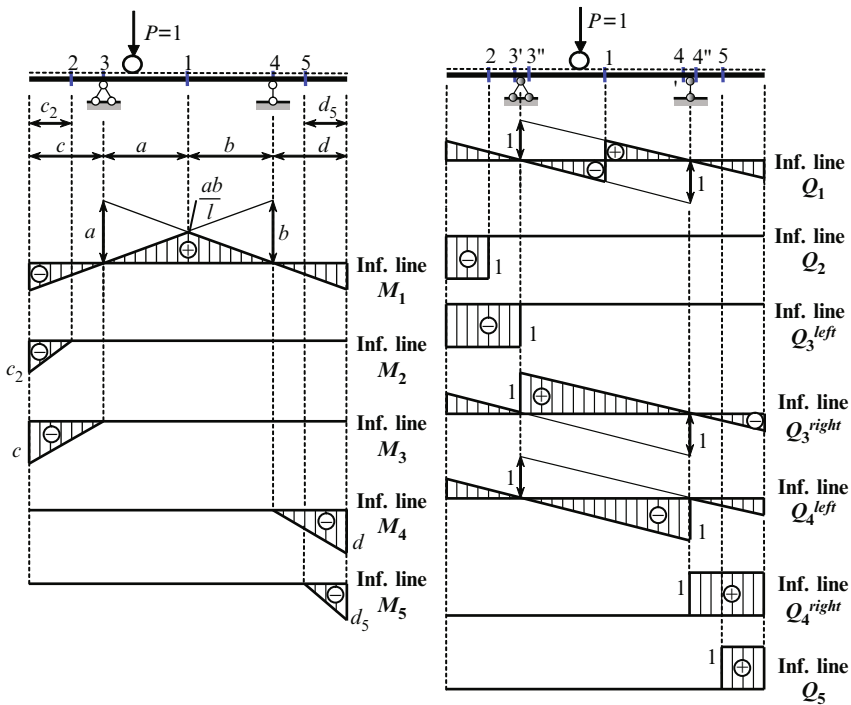 P=1
2 3 1 4 5
c2 d5
c a b d
ab
l
a b
Inf. line
M1
Inf. line
M2
c2
Inf. line
M3
c
Inf. line
M4
d
Inf. line
M5
d5
P=1
2 3' 3" 1 4' 4" 5
1 1
Inf. line
Q1
1
Inf. line
Q2
1
Inf. line
Q3left
1 1
Inf. line
Q3right
1 1
Inf. line
Q4left
1
Inf. line
Q4right
1
Inf. line
Q5